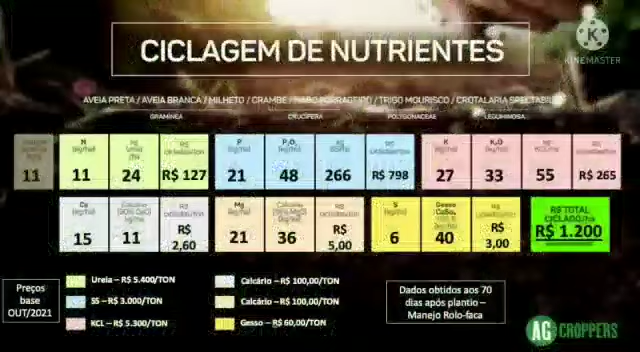 CICLAGEM DE NUTRIENTES
KINEMASTER
AVEIA PRETA / AVEIA BRANCA / MILHETO / CRAMBE / NABO FORRAGEIRO / TRIGO MOURISCO / CROTALARIA SPECTABILIS
GRAMÍNEA CRUCÍFERA POLYGONACEAE LEGUMINOSA
N P P₂O₅ K K₂O
(kg/ha)
11 11 24 R$ 127 21 48 266 R$ 798 27 33 55 R$ 265
Ca Mg S Gesso R$ TOTAL
CICLADO/ha
15 11 R$ 2,60 21 36 R$ 5,00 6 40 R$ 3,00 R$ 1.200
Preços
base
OUT/2021
Ureia – R$ 5.400/TON
SS – R$ 3.000/TON
KCL – R$ 5.300/TON
Calcário – R$ 100,00/TON
Calcário – R$ 100,00/TON
Gesso – R$ 60,00/TON
Dados obtidos aos 70
dias após plantio –
Manejo Rolo-faca
AG CROPPERS